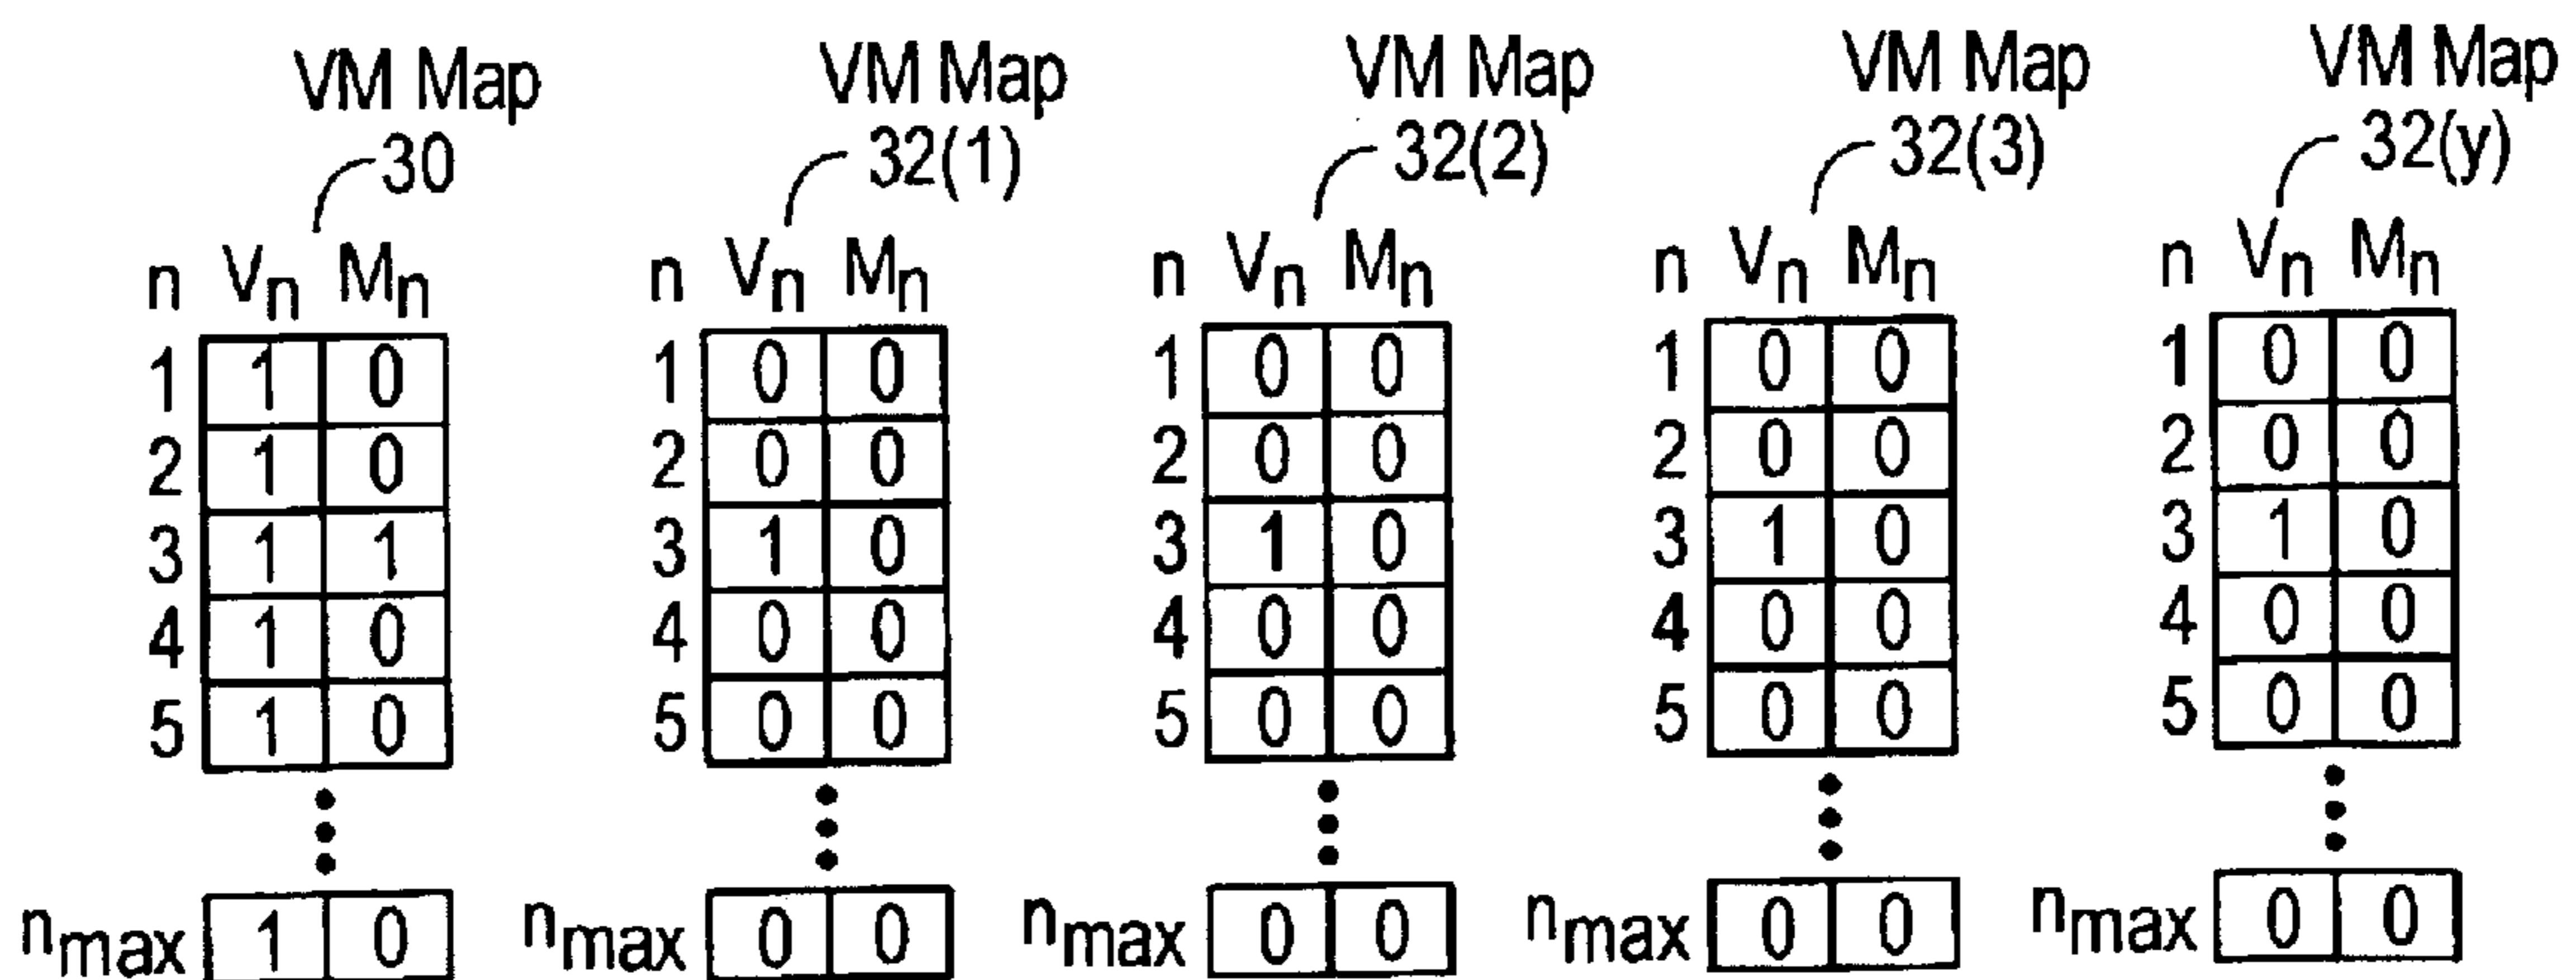 VM Map VM Map VM Map VM Map VM Map
30 32(1) 32(2) 32(3) 32(y)
n Vn Mn n Vn Mn n Vn Mn n Vn Mn n Vn Mn
1 1 0 1 0 0 1 0 0 1 0 0 1 0 0
2 1 0 2 0 0 2 0 0 2 0 0 2 0 0
3 1 1 3 1 0 3 1 0 3 1 0 3 1 0
4 1 0 4 0 0 4 0 0 4 0 0 4 0 0
5 1 0 5 0 0 5 0 0 5 0 0 5 0 0
nmax 1 0 nmax 0 0 nmax 0 0 nmax 0 0 nmax 0 0